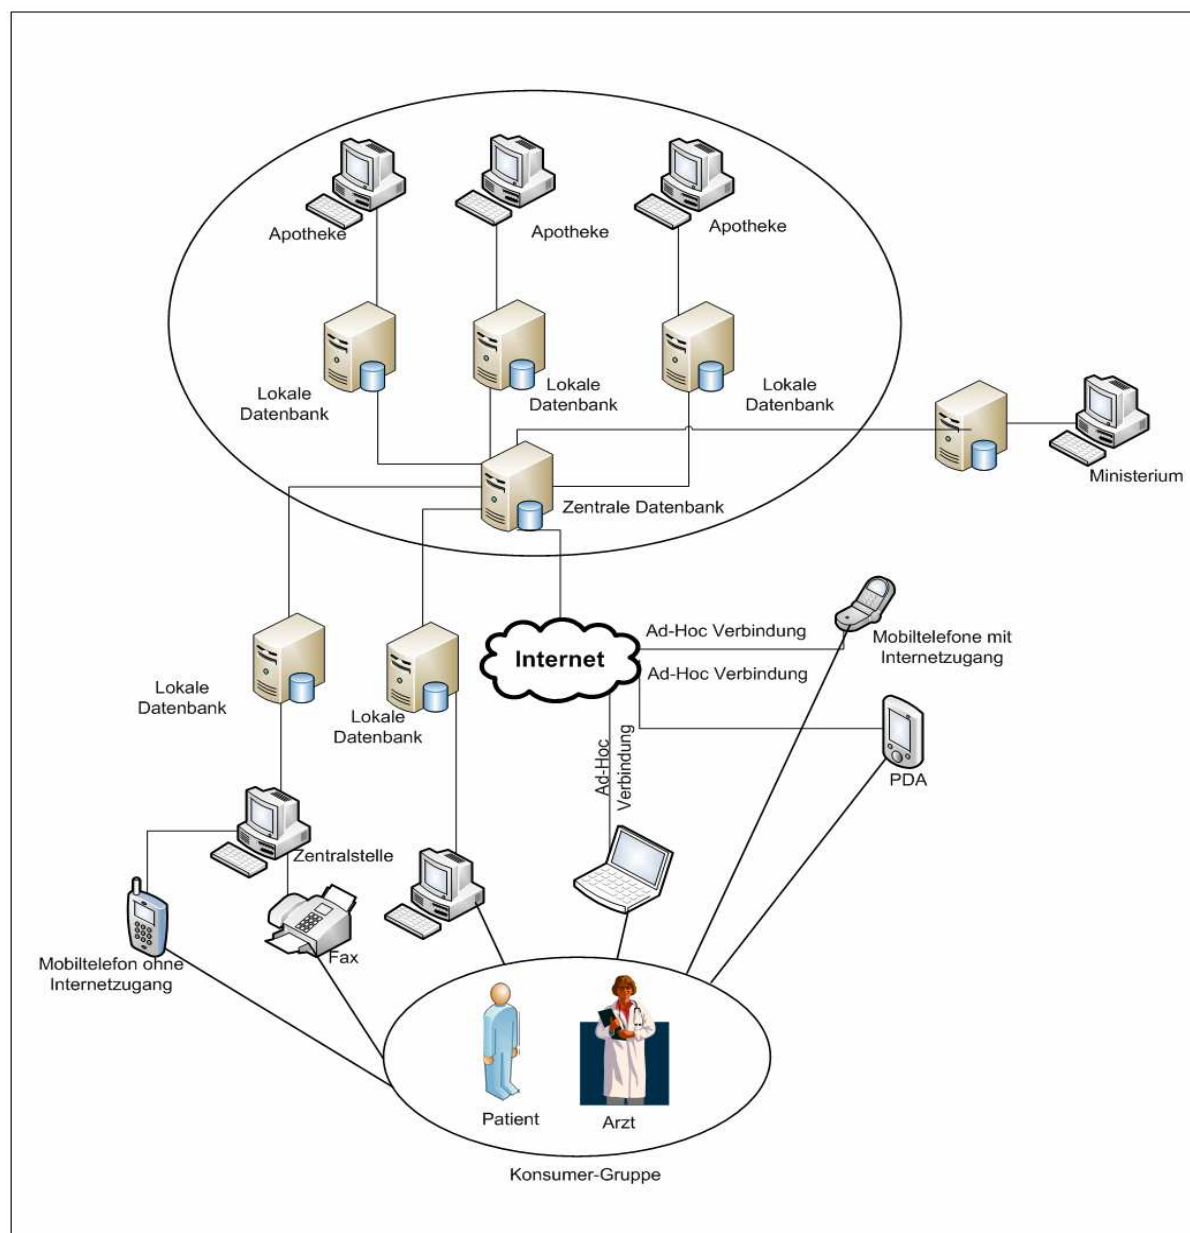 Apotheke
Apotheke
Apotheke
Lokale
Datenbank
Lokale
Datenbank
Lokale
Datenbank
Ministerium
Zentrale Datenbank
Ad-Hoc Verbindung
Mobiltelefone mit
Internetzugang
Internet
Ad-Hoc Verbindung
Lokale
Datenbank
Lokale
Datenbank
Ad-Hoc
Verbindung
PDA
Zentralstelle
Fax
Mobiltelefon ohne
Internetzugang
Patient
Arzt
Konsumer-Gruppe